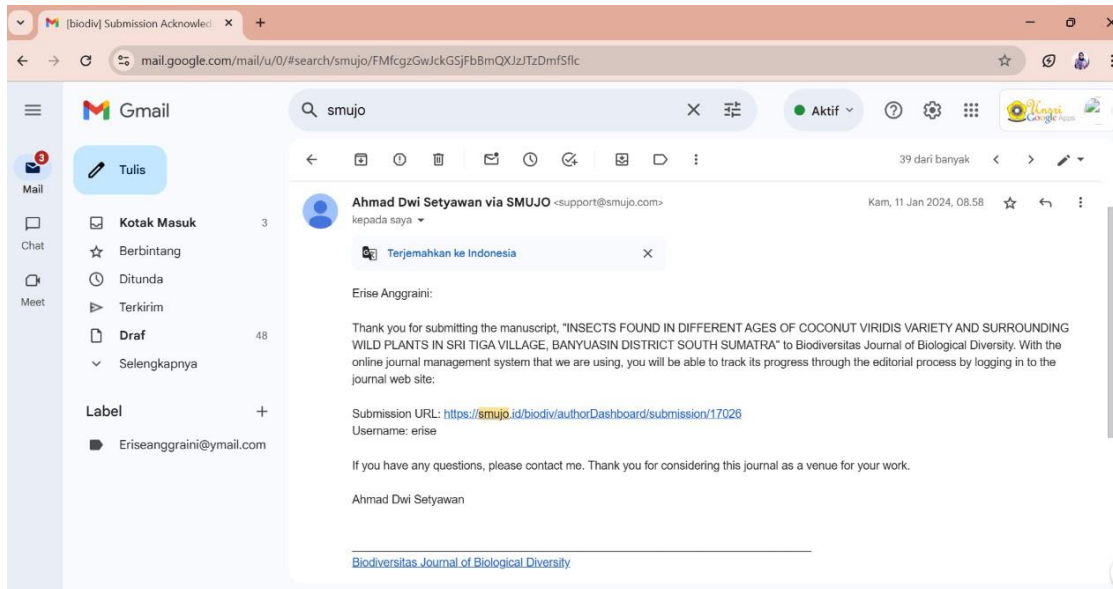 [biodiv] Submission Acknowled
mail.google.com/mail/u/0/#search/smujo/FMfcgzGwJckGSjFbBmQXJzJTzDmfSflc
Gmail
smujo
Aktif
Unsri
Google Apps
3
Mail
Chat
Meet
Tulis
Kotak Masuk 3
Berbintang
Ditunda
Terkirim
Draf 48
Selengkapnya
Label
Eriseanggraini@ymail.com
39 dari banyak
Ahmad Dwi Setyawan via SMUJO <support@smujo.com>
Kam, 11 Jan 2024, 08.58
kepada saya
Terjemahkan ke Indonesia
Erise Anggraini:
Thank you for submitting the manuscript, "INSECTS FOUND IN DIFFERENT AGES OF COCONUT VIRIDIS VARIETY AND SURROUNDING
WILD PLANTS IN SRI TIGA VILLAGE, BANYUASIN DISTRICT SOUTH SUMATRA" to Biodiversitas Journal of Biological Diversity. With the
online journal management system that we are using, you will be able to track its progress through the editorial process by logging in to the
journal web site:
Submission URL: https://smujo.id/biodiv/authorDashboard/submission/17026
Username: erise
If you have any questions, please contact me. Thank you for considering this journal as a venue for your work.
Ahmad Dwi Setyawan
Biodiversitas Journal of Biological Diversity